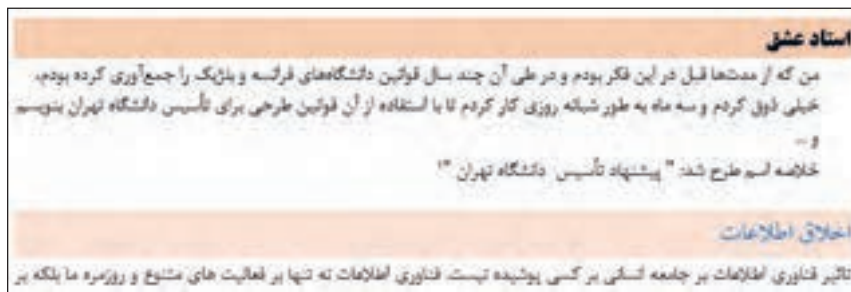 استاد عشق
من که از مدت‌ها قبل در این فکر بودم و در طی آن چند سال قوانین دانشگاه‌های فرانسه و بلژیک را جمع‌آوری کرده بودم،
خیلی ذوق کردم و سه ماه به طور شبانه روزی کار کردم تا با استفاده از آن قوانین طرحی برای تأسیس دانشگاه تهران بنویسم
و ...
خلاصه اسم طرح شد: " پیشنهاد تأسیس دانشگاه تهران "!
اخلاق اطلاعات
تاثیر فناوری اطلاعات بر جامعه انسانی بر کسی پوشیده نیست. فناوری اطلاعات نه تنها بر فعالیت های متنوع و روزمره ما بلکه بر